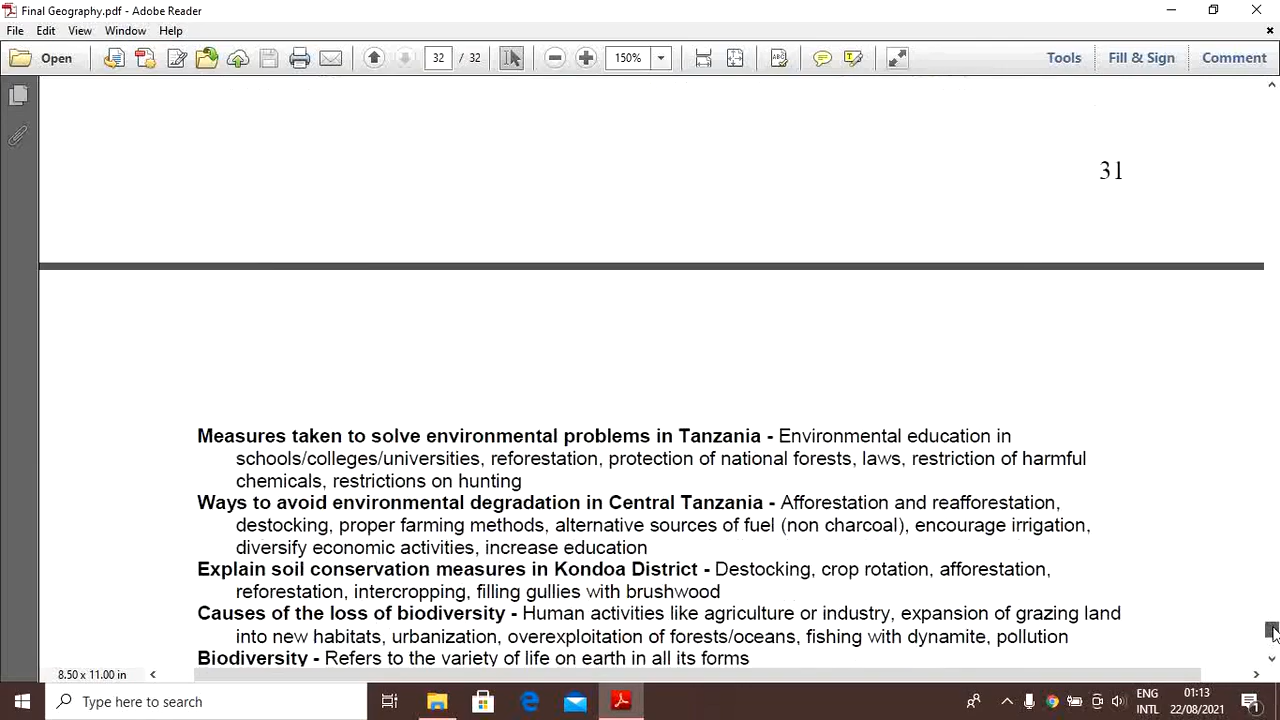 Final Geography.pdf - Adobe Reader
File Edit View Window Help
Open 32 / 32 150% Tools Fill & Sign Comment
31
Measures taken to solve environmental problems in Tanzania - Environmental education in
schools/colleges/universities, reforestation, protection of national forests, laws, restriction of harmful
chemicals, restrictions on hunting
Ways to avoid environmental degradation in Central Tanzania - Afforestation and reafforestation,
destocking, proper farming methods, alternative sources of fuel (non charcoal), encourage irrigation,
diversify economic activities, increase education
Explain soil conservation measures in Kondoa District - Destocking, crop rotation, afforestation,
reforestation, intercropping, filling gullies with brushwood
Causes of the loss of biodiversity - Human activities like agriculture or industry, expansion of grazing land
into new habitats, urbanization, overexploitation of forests/oceans, fishing with dynamite, pollution
Biodiversity - Refers to the variety of life on earth in all its forms
8.50 x 11.00 in
Type here to search
ENG
INTL
01:13
22/08/2021
1